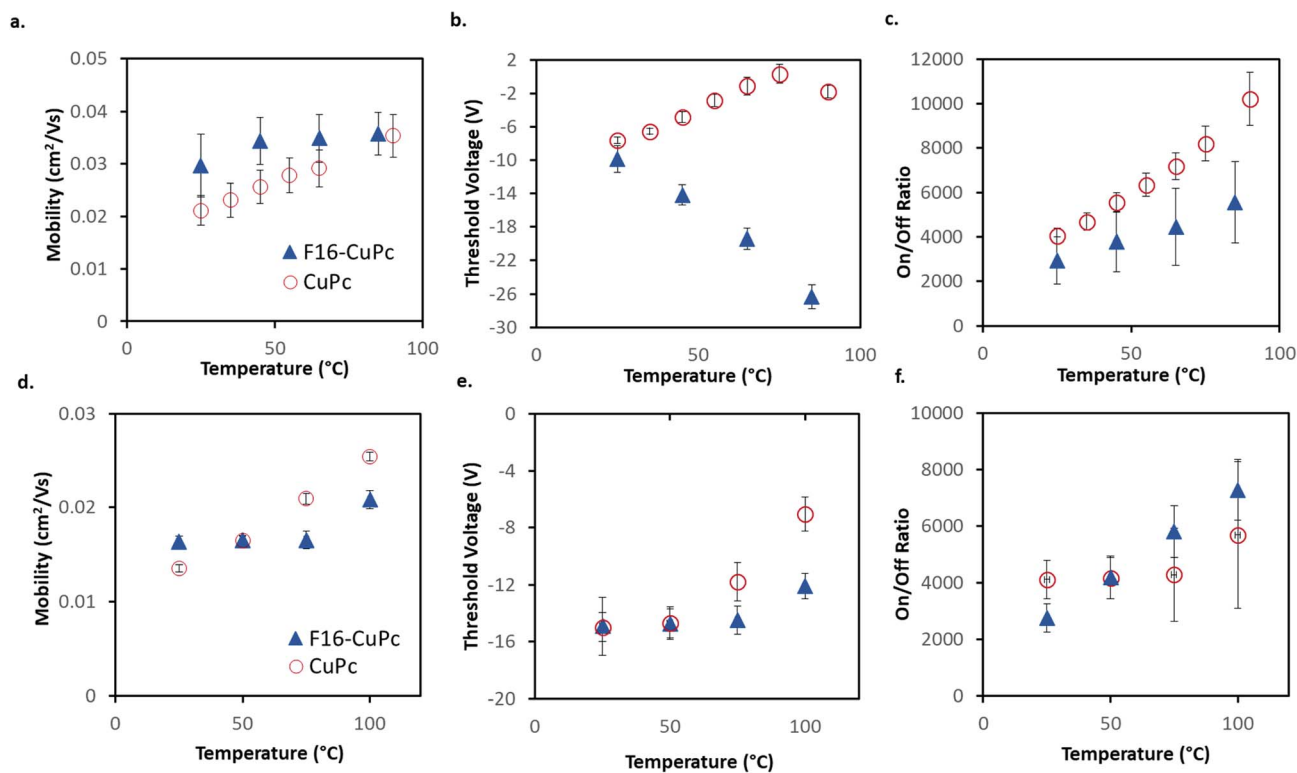 a.
0.05
0.04
0.03
0.02
0.01
0
0
50
100
Mobility (cm²/Vs)
Temperature (°C)
F16-CuPc
CuPc
b.
2
-2
-6
-10
-14
-18
-22
-26
-30
0
50
100
Threshold Voltage (V)
Temperature (°C)
c.
12000
10000
8000
6000
4000
2000
0
0
50
100
On/Off Ratio
Temperature (°C)
d.
0.03
0.02
0.01
0
0
50
100
Mobility (cm²/Vs)
Temperature (°C)
F16-CuPc
CuPc
e.
0
-4
-8
-12
-16
-20
0
50
100
Threshold Voltage (V)
Temperature (°C)
f.
10000
8000
6000
4000
2000
0
0
50
100
On/Off Ratio
Temperature (°C)